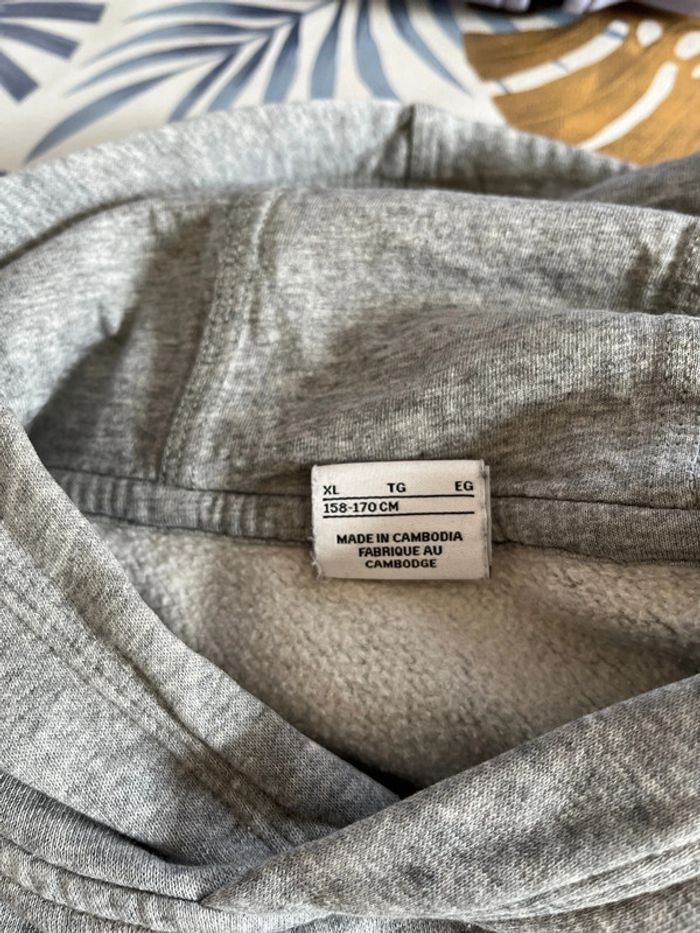 XL TG EG
158-170 CM
MADE IN CAMBODIA
FABRIQUE AU
CAMBODGE